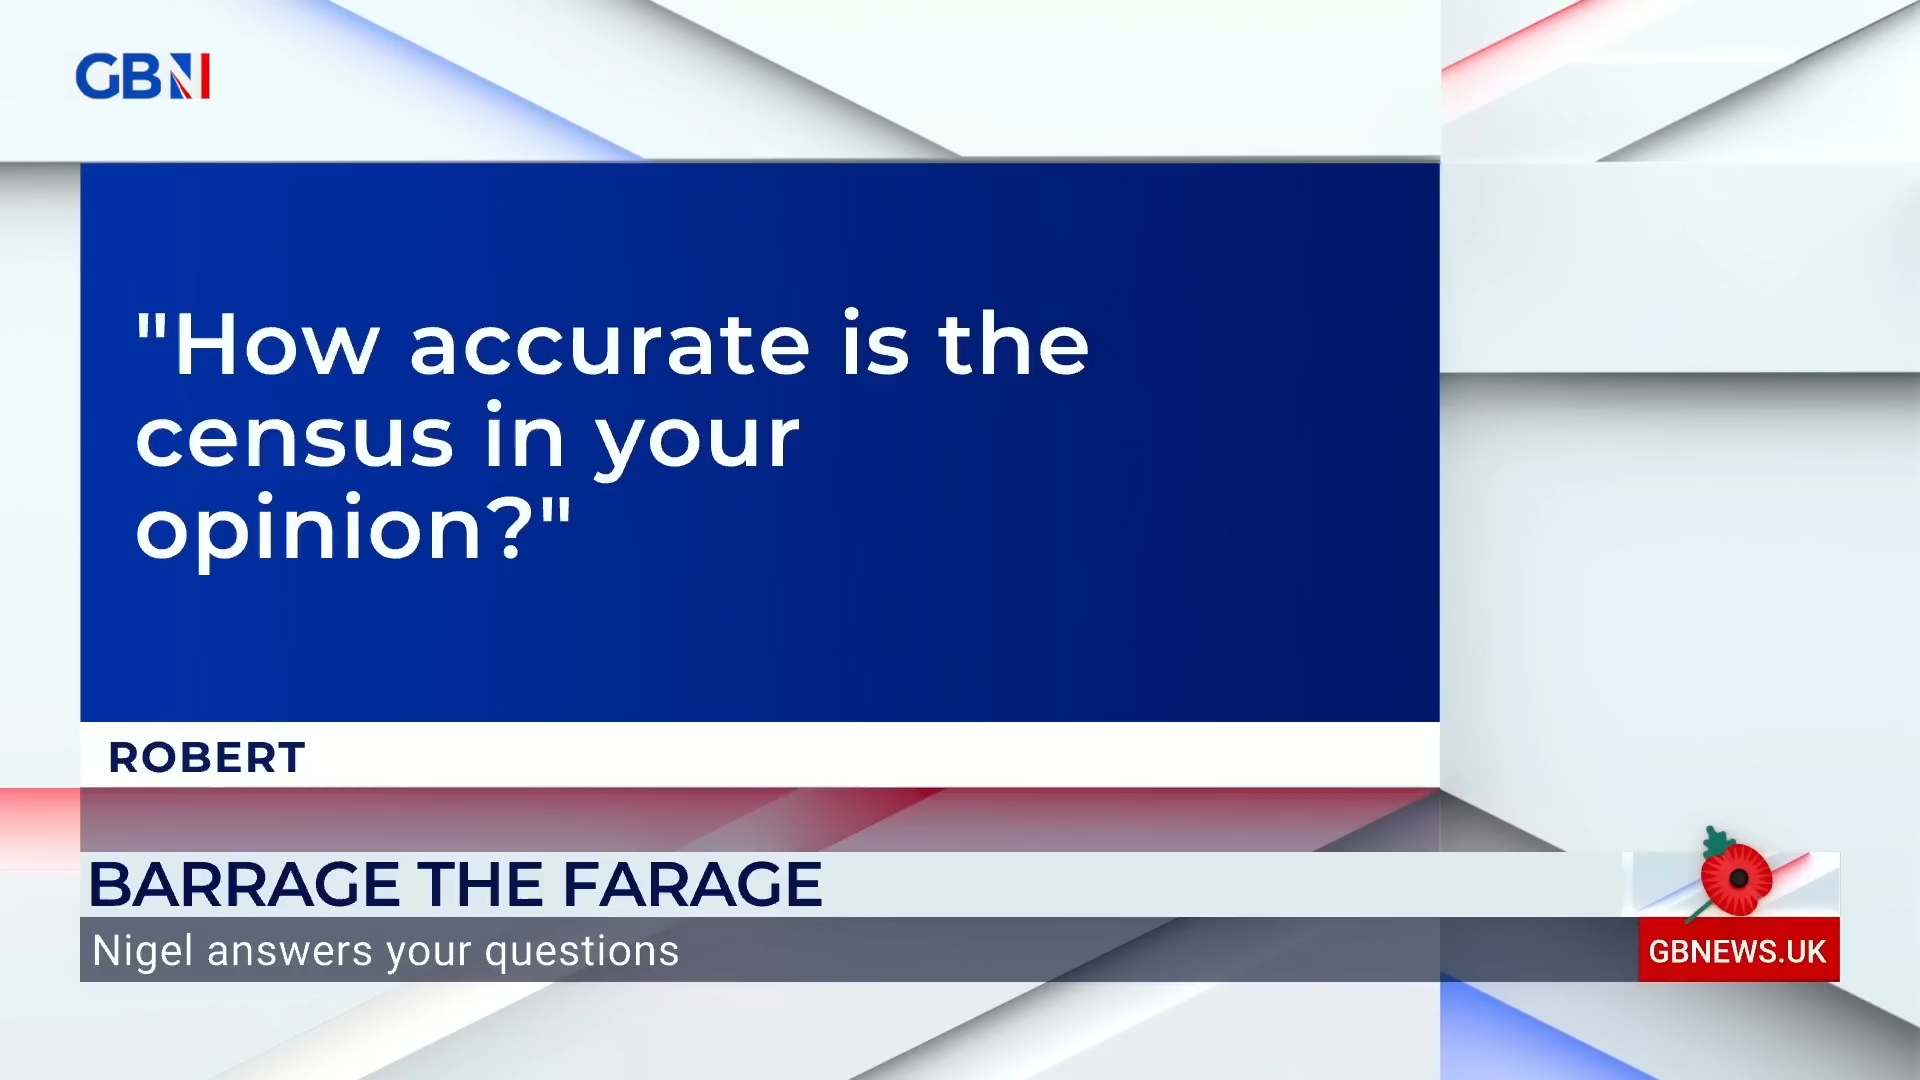 GBN
"How accurate is the
census in your
opinion?"
ROBERT
BARRAGE THE FARAGE
Nigel answers your questions
GBNEWS.UK